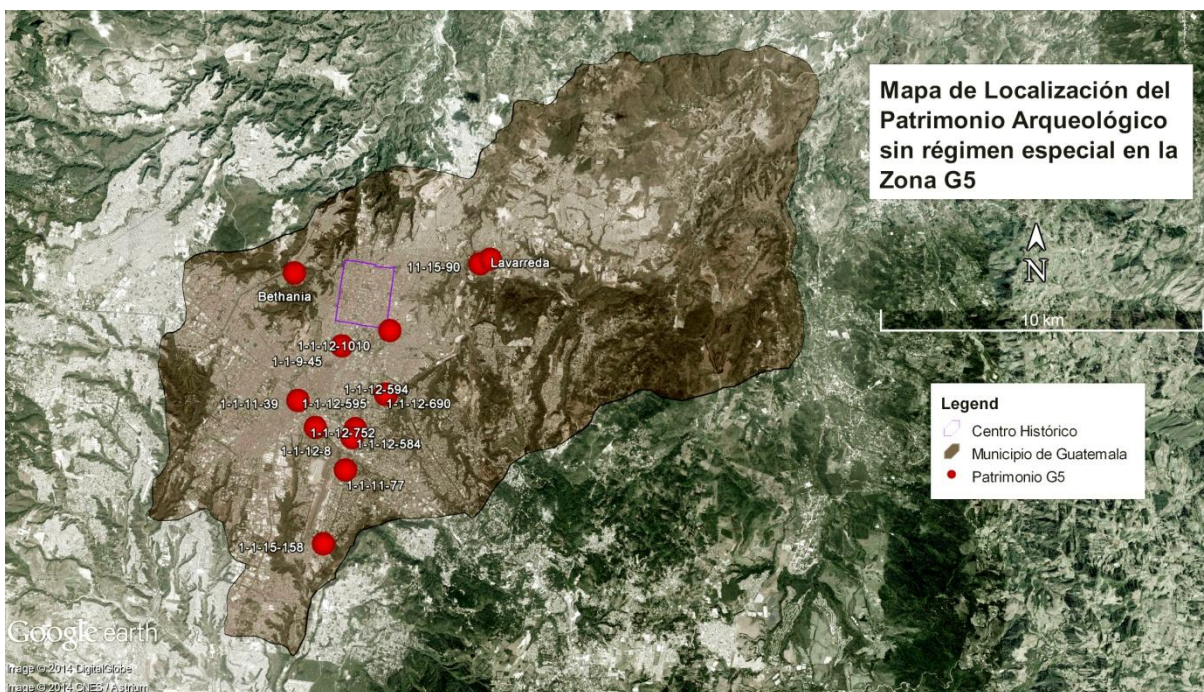 Mapa de Localización del
Patrimonio Arqueológico
sin régimen especial en la
Zona G5
N
10 km
Legend
Centro Histórico
Municipio de Guatemala
Patrimonio G5
11-15-90
Lavarreda
Bethania
1-1-12-1010
1-1-9-45
1-1-12-594
1-1-11-39
1-1-12-595
1-1-12-690
1-1-12-752
1-1-12-584
1-1-12-8
1-1-11-77
1-1-15-158
Google earth
Image © 2014 DigitalGlobe
Image © 2014 CNES / Astrium